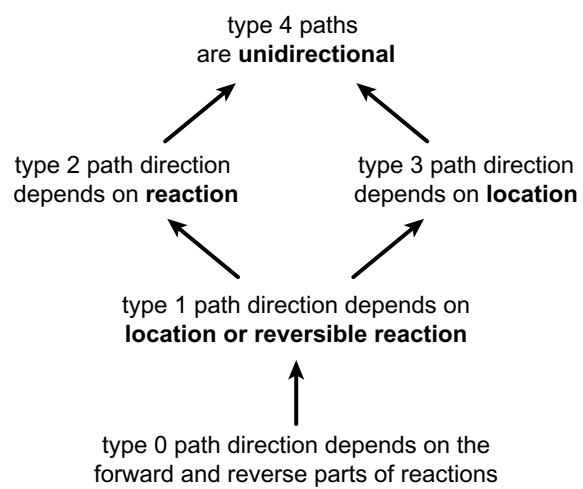 type 4 paths
are unidirectional
type 2 path direction
depends on reaction
type 3 path direction
depends on location
type 1 path direction depends on
location or reversible reaction
type 0 path direction depends on the
forward and reverse parts of reactions